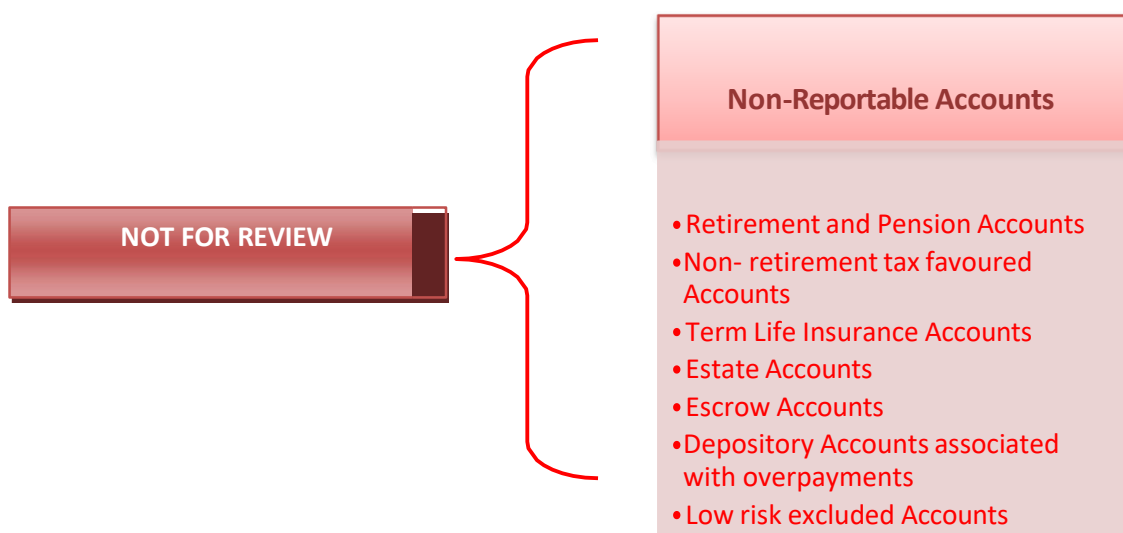 Non-Reportable Accounts
NOT FOR REVIEW
•Retirement and Pension Accounts
•Non- retirement tax favoured
Accounts
•Term Life Insurance Accounts
•Estate Accounts
•Escrow Accounts
•Depository Accounts associated
with overpayments
•Low risk excluded Accounts